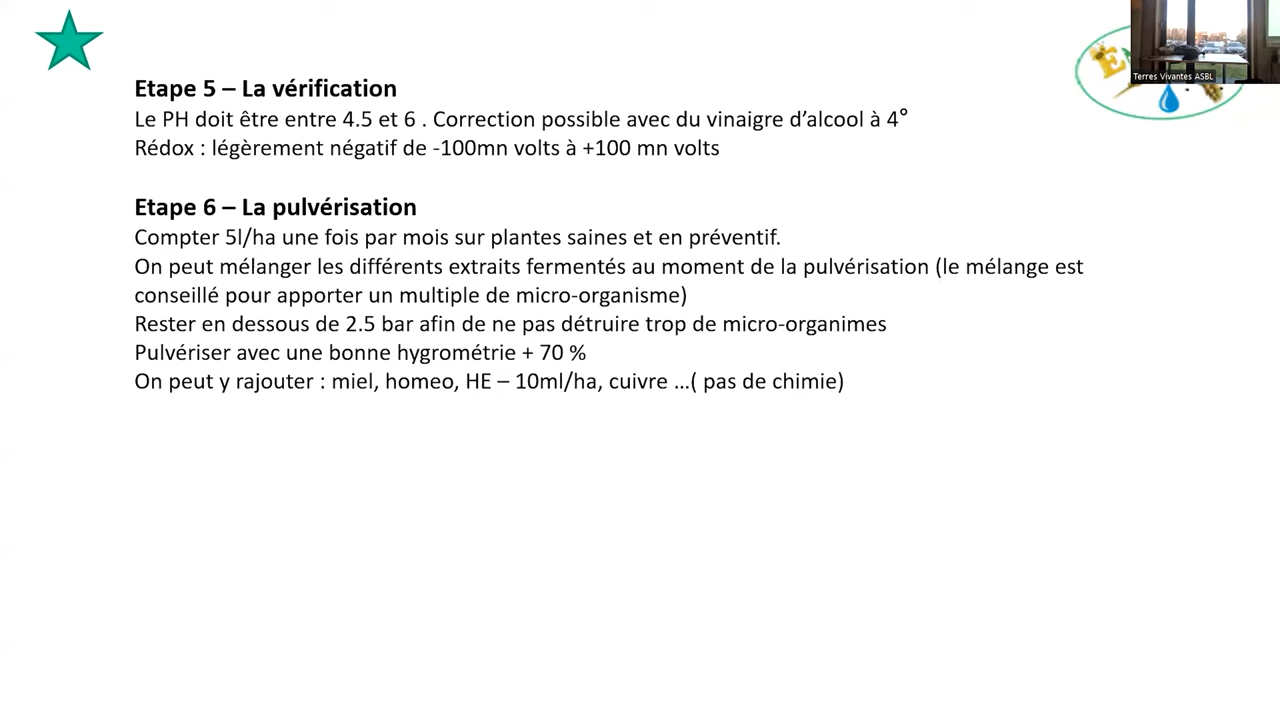 Terres Vivantes ASBL
Etape 5 – La vérification
Le PH doit être entre 4.5 et 6 . Correction possible avec du vinaigre d’alcool à 4°
Rédox : légèrement négatif de -100mn volts à +100 mn volts
Etape 6 – La pulvérisation
Compter 5l/ha une fois par mois sur plantes saines et en préventif.
On peut mélanger les différents extraits fermentés au moment de la pulvérisation (le mélange est
conseillé pour apporter un multiple de micro-organisme)
Rester en dessous de 2.5 bar afin de ne pas détruire trop de micro-organimes
Pulvériser avec une bonne hygrométrie + 70 %
On peut y rajouter : miel, homeo, HE – 10ml/ha, cuivre …( pas de chimie)